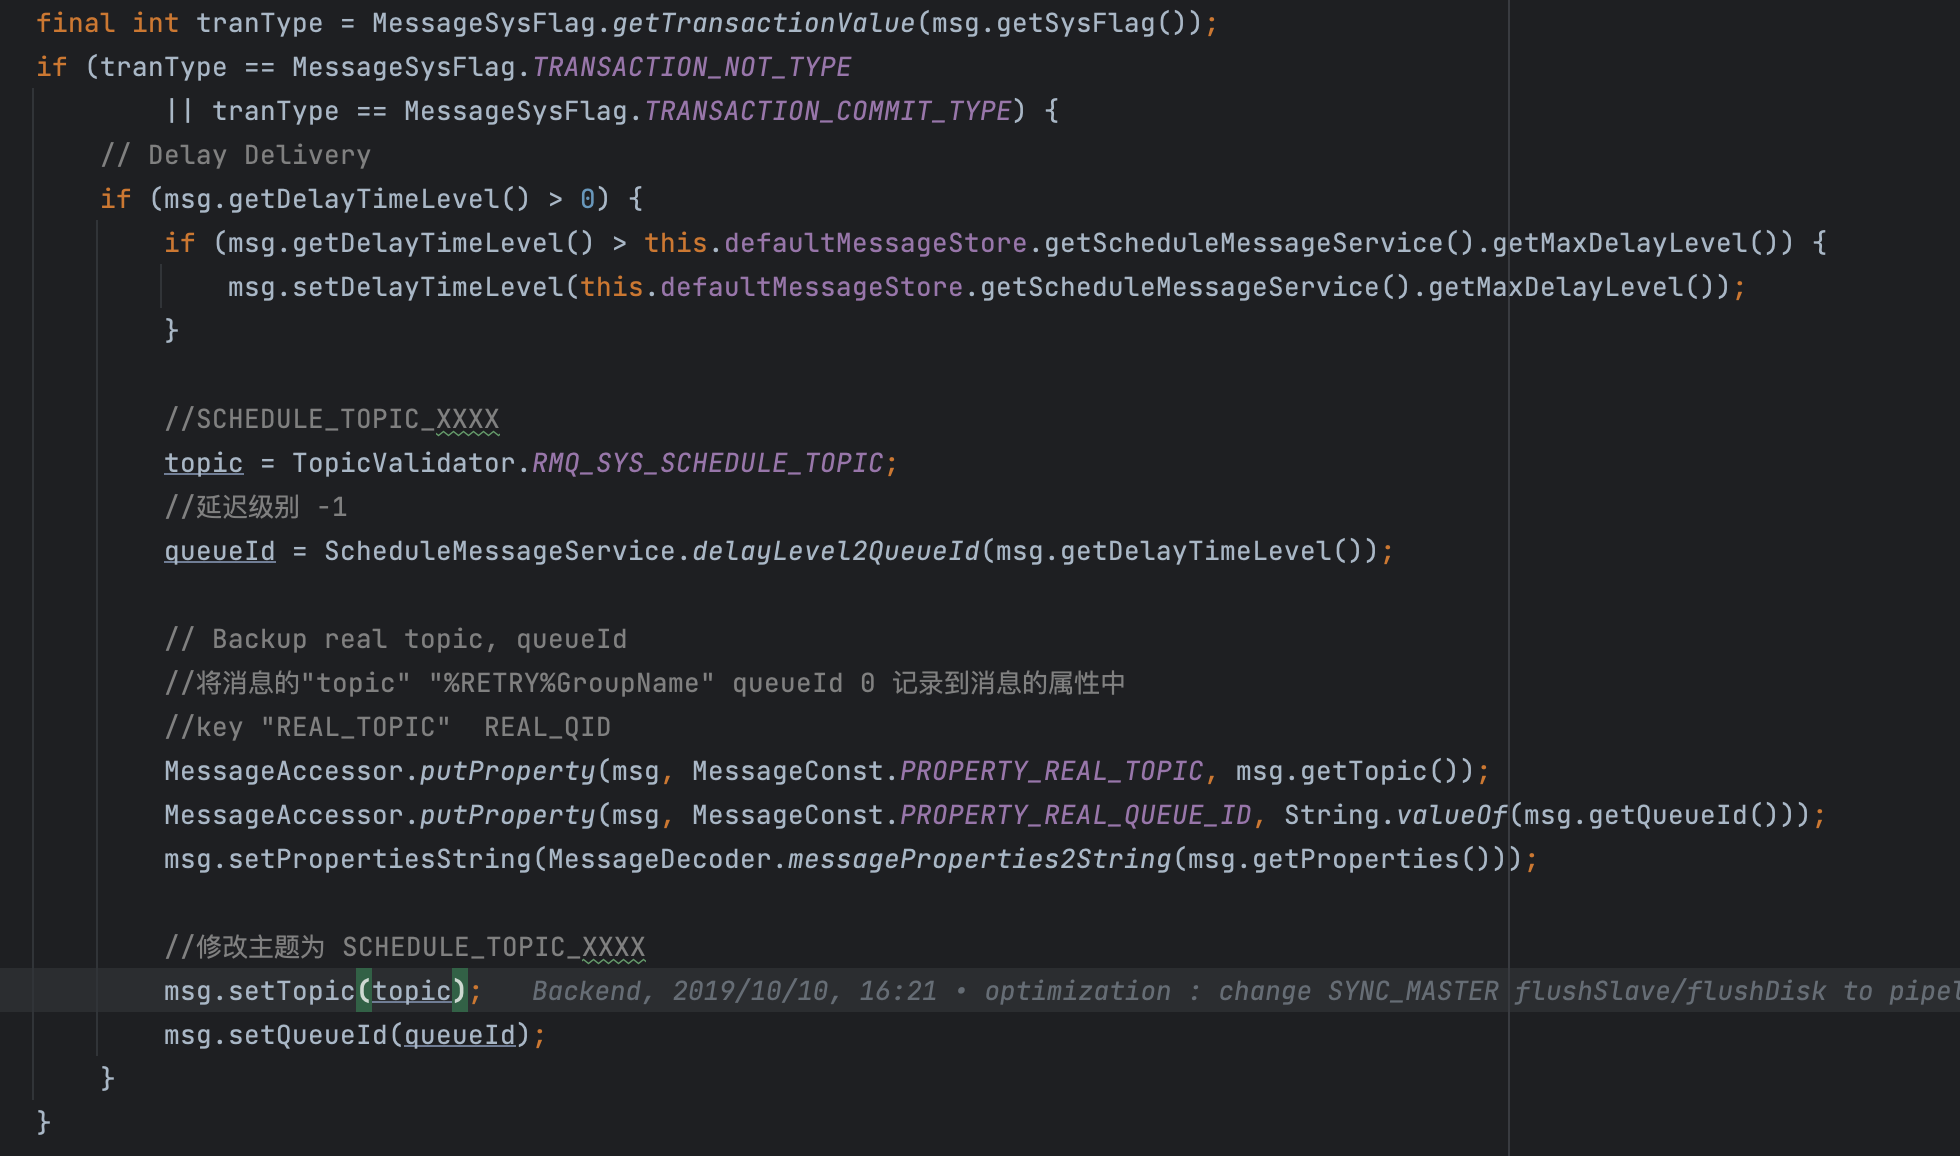 final int tranType = MessageSysFlag.getTransactionValue(msg.getSysFlag());
if (tranType == MessageSysFlag.TRANSACTION_NOT_TYPE
        || tranType == MessageSysFlag.TRANSACTION_COMMIT_TYPE) {
    // Delay Delivery
    if (msg.getDelayTimeLevel() > 0) {
        if (msg.getDelayTimeLevel() > this.defaultMessageStore.getScheduleMessageService().getMaxDelayLevel()) {
            msg.setDelayTimeLevel(this.defaultMessageStore.getScheduleMessageService().getMaxDelayLevel());
        }
        //SCHEDULE_TOPIC_XXXX
        topic = TopicValidator.RMQ_SYS_SCHEDULE_TOPIC;
        //延迟级别 -1
        queueId = ScheduleMessageService.delayLevel2QueueId(msg.getDelayTimeLevel());
        // Backup real topic, queueId
        //将消息的"topic" "%RETRY%GroupName" queueId 0 记录到消息的属性中
        //key "REAL_TOPIC"  REAL_QID
        MessageAccessor.putProperty(msg, MessageConst.PROPERTY_REAL_TOPIC, msg.getTopic());
        MessageAccessor.putProperty(msg, MessageConst.PROPERTY_REAL_QUEUE_ID, String.valueOf(msg.getQueueId()));
        msg.setPropertiesString(MessageDecoder.messageProperties2String(msg.getProperties()));
        //修改主题为 SCHEDULE_TOPIC_XXXX
        msg.setTopic(topic);   Backend, 2019/10/10, 16:21 • optimization : change SYNC_MASTER flushSlave/flushDisk to pipel
        msg.setQueueId(queueId);
    }
}